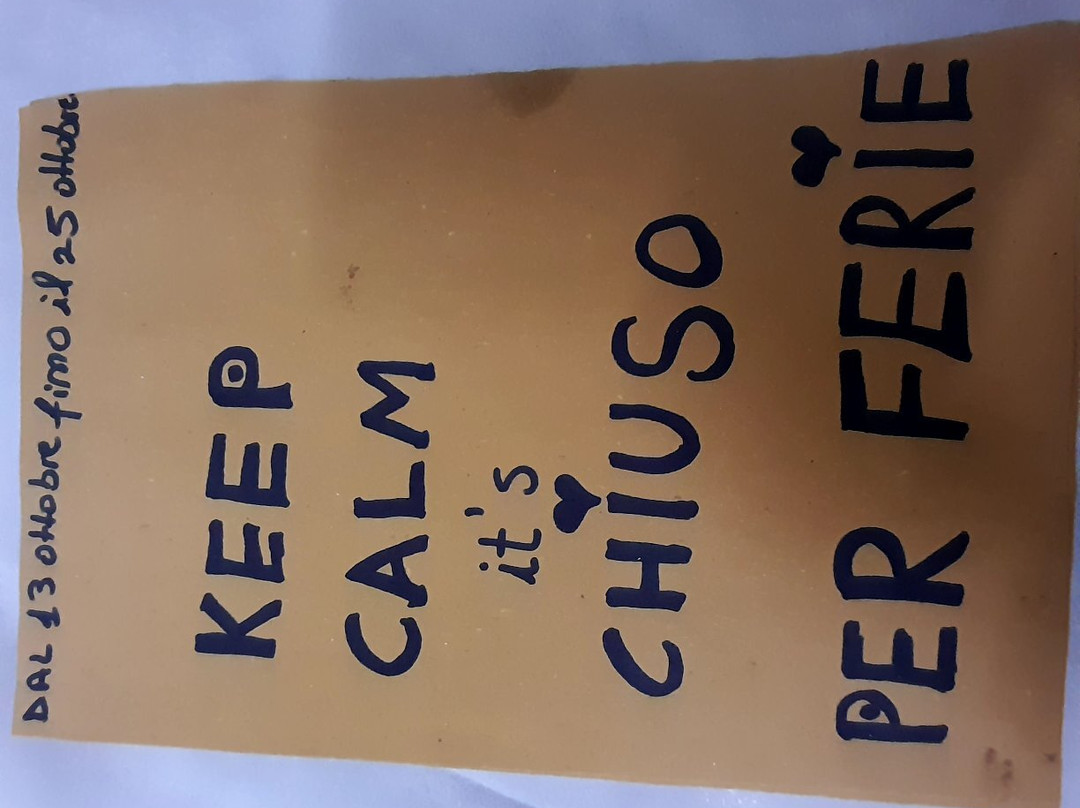 DAL 13 ottobre fino il 25 ottobre
KEEP
CALM
it's
CHIUSO
PER FERIE